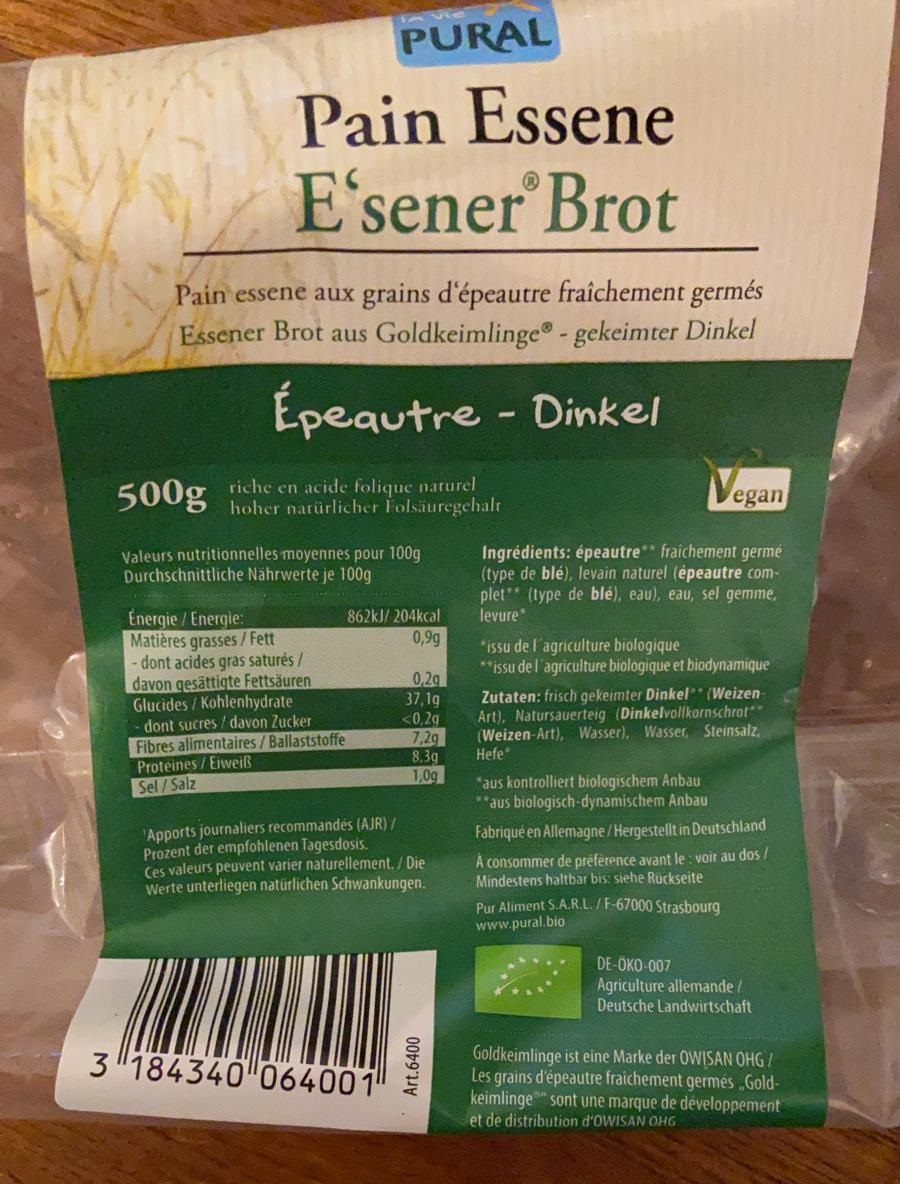 la Vie
PURAL
Pain Essene
E‘sener® Brot
Pain essene aux grains d‘épeautre fraîchement germés
Essener Brot aus Goldkeimlinge® - gekeimter Dinkel
Épeautre - Dinkel
500g
riche en acide folique naturel
hoher natürlicher Folsäuregehalt
Vegan
Valeurs nutritionnelles moyennes pour 100g
Durchschnittliche Nährwerte je 100g
Énergie / Energie: 862kJ/ 204kcal
Matières grasses / Fett 0,9g
- dont acides gras saturés /
davon gesättigte Fettsäuren 0,2g
Glucides / Kohlenhydrate 37,1g
- dont sucres / davon Zucker <0,2g
Fibres alimentaires / Ballaststoffe 7,2g
Proteines / Eiweiß 8,3g
Sel / Salz 1,0g
¹Apports journaliers recommandés (AJR) /
Prozent der empfohlenen Tagesdosis.
Ces valeurs peuvent varier naturellement. / Die
Werte unterliegen natürlichen Schwankungen.
Ingrédients: épeautre** fraichement germé
(type de blé), levain naturel (épeautre com-
plet** (type de blé), eau), eau, sel gemme,
levure*
*issu de l´agriculture biologique
**issu de l´agriculture biologique et biodynamique
Zutaten: frisch gekeimter Dinkel** (Weizen-
Art), Natursauerteig (Dinkelvollkornschrot**
(Weizen-Art), Wasser), Wasser, Steinsalz,
Hefe*
*aus kontrolliert biologischem Anbau
**aus biologisch-dynamischem Anbau
Fabriqué en Allemagne / Hergestellt in Deutschland
À consommer de préférence avant le : voir au dos /
Mindestens haltbar bis: siehe Rückseite
Pur Aliment S.A.R.L. / F-67000 Strasbourg
www.pural.bio
DE-ÖKO-007
Agriculture allemande /
Deutsche Landwirtschaft
Goldkeimlinge ist eine Marke der OWISAN OHG /
Les grains d'épeautre fraichement germés „Gold-
keimlinge®“ sont une marque de développement
et de distribution d'OWISAN OHG
3 184340 064001
Art.6400